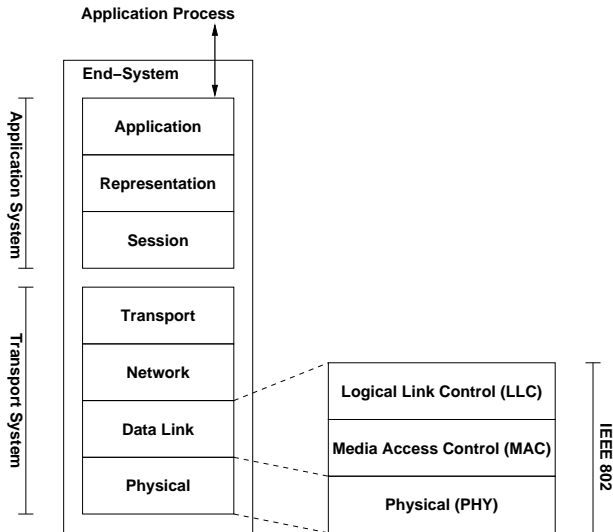 Application Process
End–System
Application System
Application
Representation
Session
Transport System
Transport
Network
Data Link
Physical
Logical Link Control (LLC)
Media Access Control (MAC)
Physical (PHY)
IEEE 802